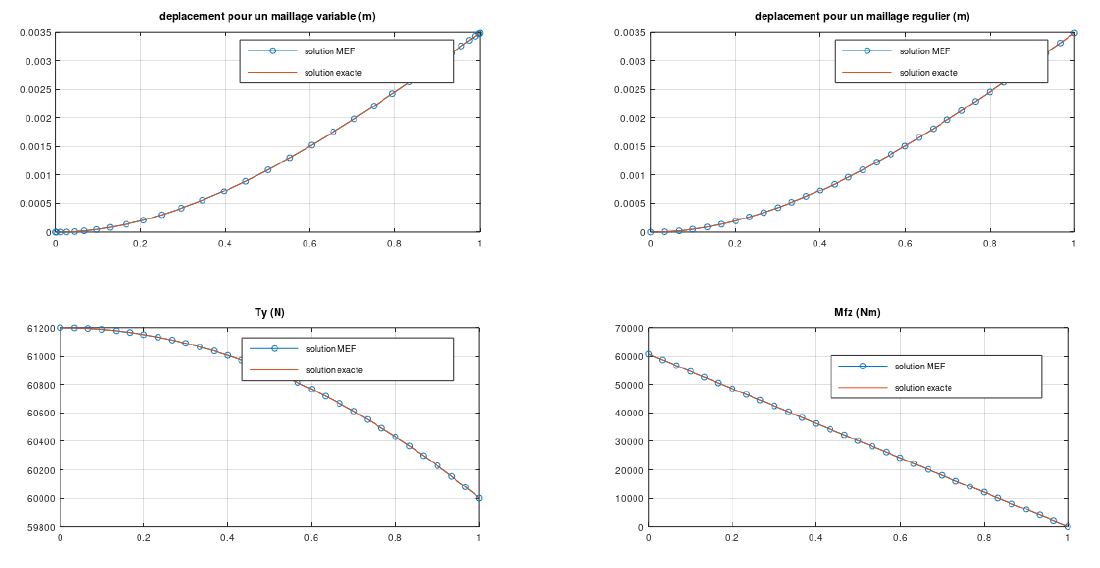 deplacement pour un maillage variable (m)
0.0035
0.003
0.0025
0.002
0.0015
0.001
0.0005
0
0 0.2 0.4 0.6 0.8 1
solution MEF
solution exacte
deplacement pour un maillage regulier (m)
0.0035
0.003
0.0025
0.002
0.0015
0.001
0.0005
0
0 0.2 0.4 0.6 0.8 1
solution MEF
solution exacte
Ty (N)
61200
61000
60800
60600
60400
60200
60000
59800
0 0.2 0.4 0.6 0.8 1
solution MEF
solution exacte
Mfz (Nm)
70000
60000
50000
40000
30000
20000
10000
0
0 0.2 0.4 0.6 0.8 1
solution MEF
solution exacte